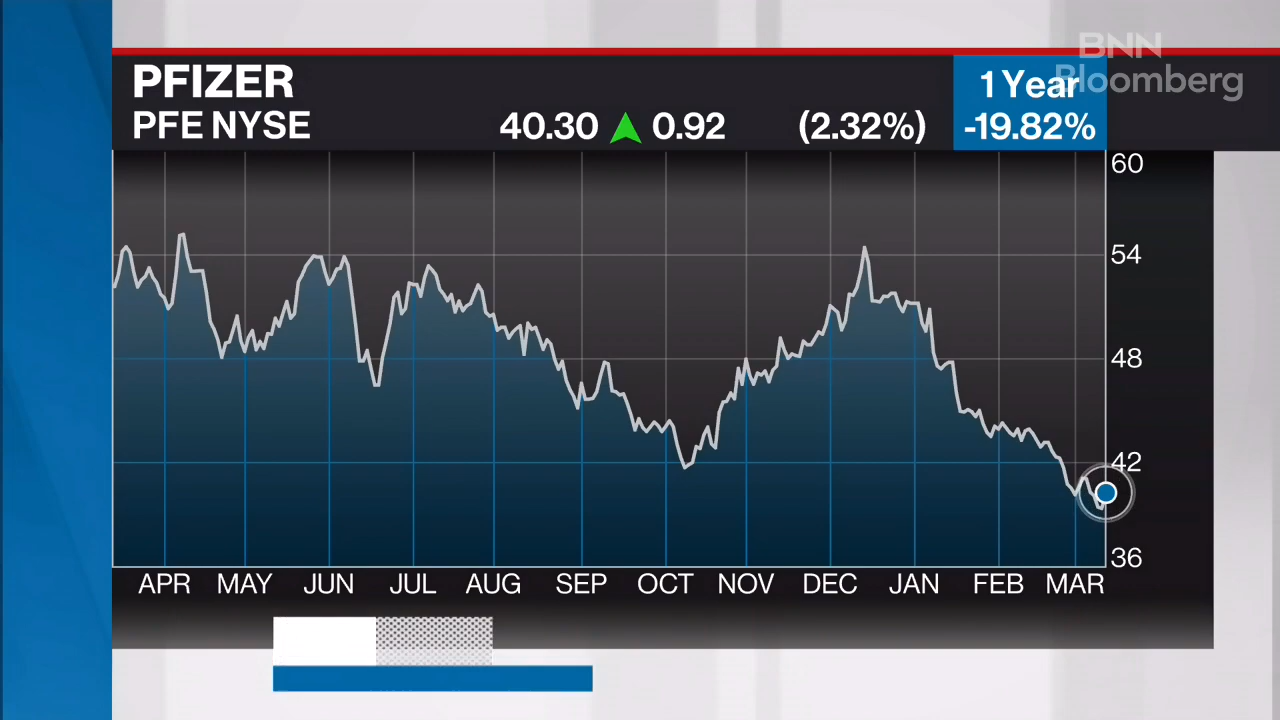 BNN
Bloomberg
PFIZER
PFE NYSE
40.30 ▲ 0.92 (2.32%)
1 Year
-19.82%
60
54
48
42
36
APR MAY JUN JUL AUG SEP OCT NOV DEC JAN FEB MAR